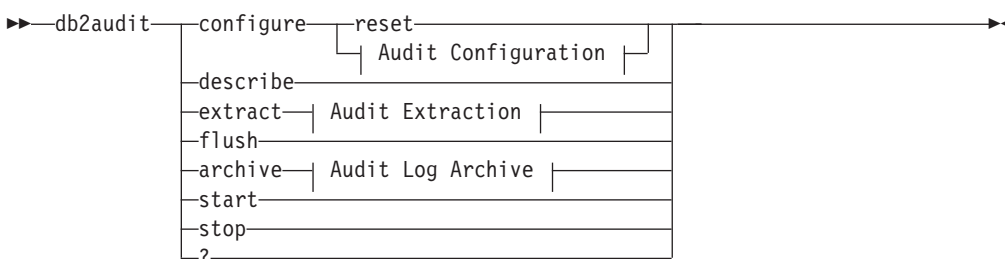 db2audit configure reset
Audit Configuration
describe
extract Audit Extraction
flush
archive Audit Log Archive
start
stop
?